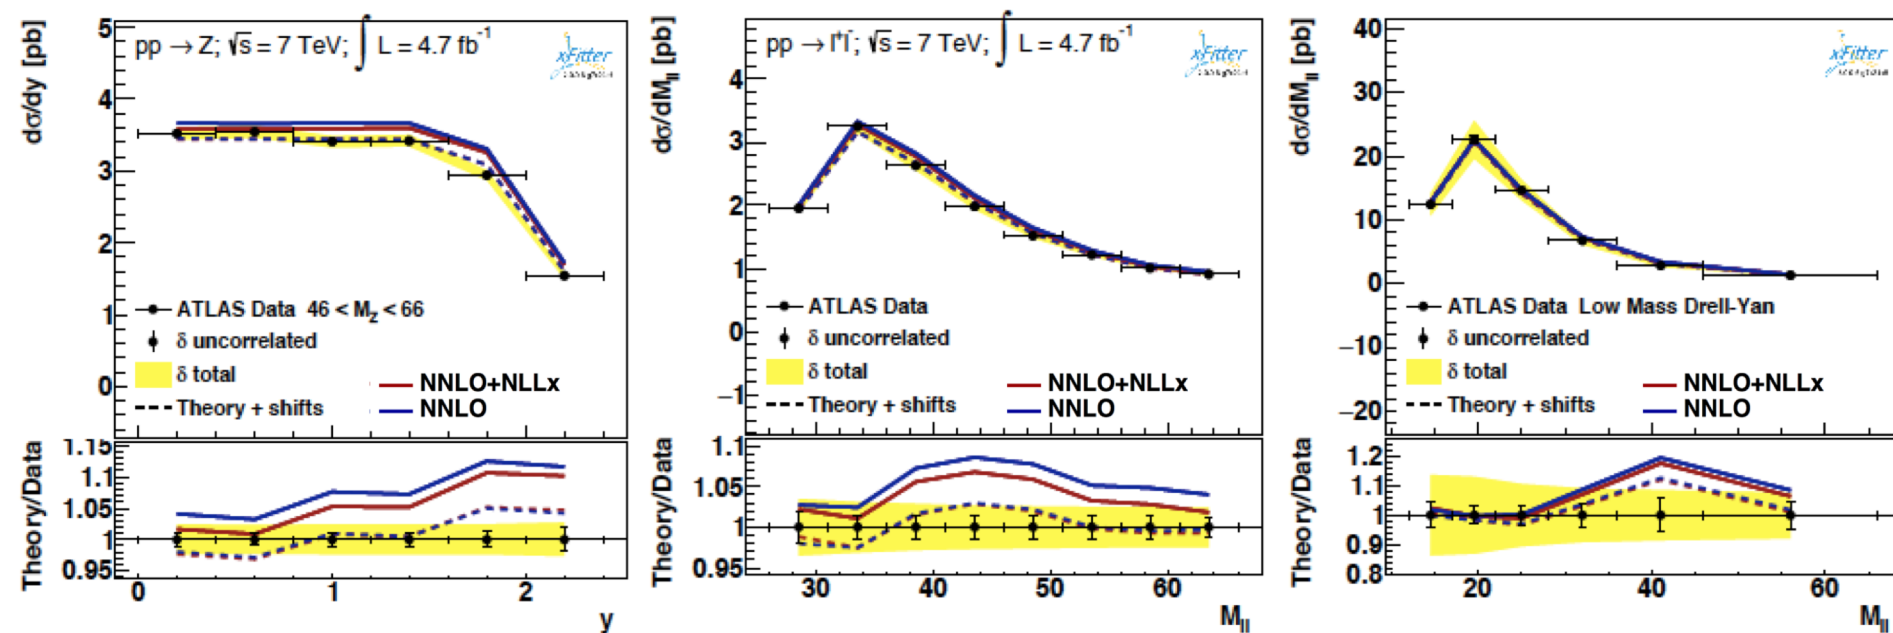 dσ/dy [pb]
5
4
3
2
1
0
pp → Z; √s = 7 TeV; ∫ L = 4.7 fb⁻¹
xFitter
ATLAS Data 46 < M_Z < 66
δ uncorrelated
δ total
Theory + shifts
NNLO+NLLx
NNLO
Theory/Data
1.15
1.1
1.05
1
0.95
0 1 2
y
dσ/dM_ll [pb]
4
3
2
1
0
−1
pp → l⁺l⁻; √s = 7 TeV; ∫ L = 4.7 fb⁻¹
xFitter
ATLAS Data
δ uncorrelated
δ total
Theory + shifts
NNLO+NLLx
NNLO
Theory/Data
1.1
1.05
1
0.95
30 40 50 60
M_ll
dσ/dM_ll [pb]
40
30
20
10
0
−10
−20
xFitter
ATLAS Data Low Mass Drell-Yan
δ uncorrelated
δ total
Theory + shifts
NNLO+NLLx
NNLO
Theory/Data
1.2
1.1
1
0.9
0.8
20 40 60
M_ll